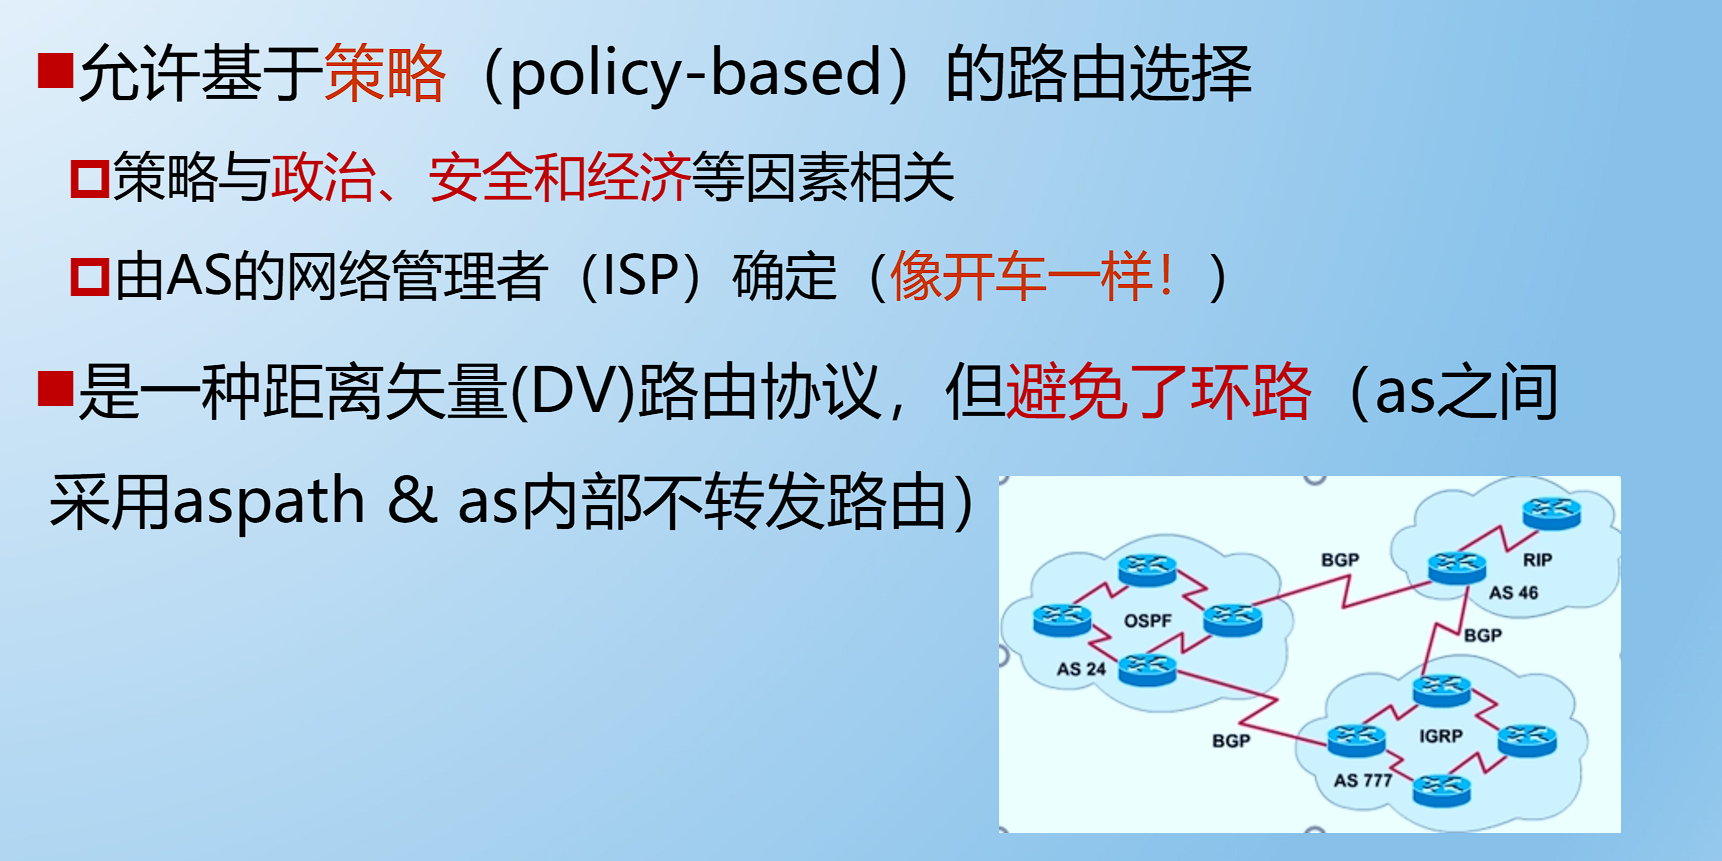 允许基于策略（policy-based）的路由选择
策略与政治、安全和经济等因素相关
由AS的网络管理者（ISP）确定（像开车一样！）
是一种距离矢量(DV)路由协议，但避免了环路（as之间
采用aspath & as内部不转发路由）
BGP
RIP
AS 46
OSPF
BGP
AS 24
BGP
IGRP
AS 777